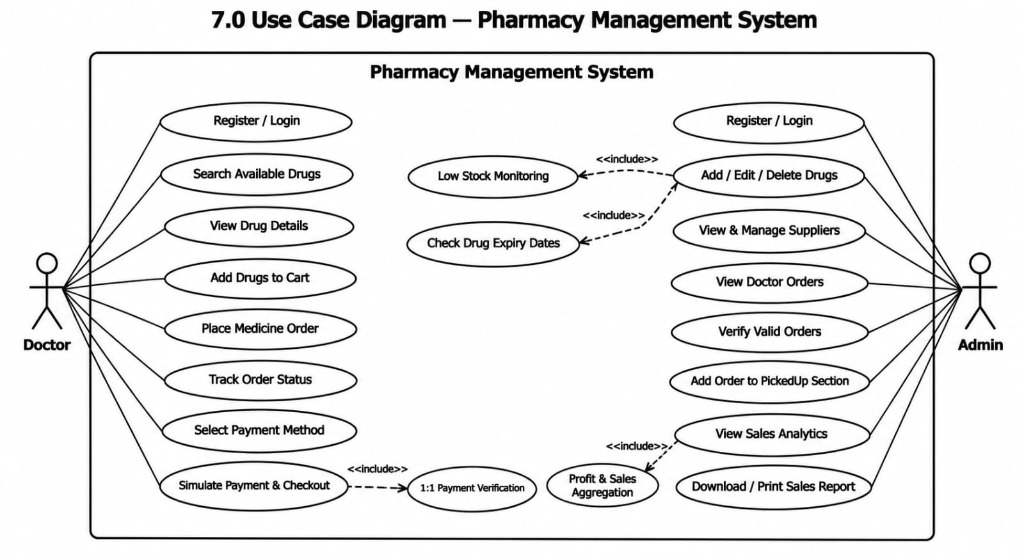 7.0 Use Case Diagram — Pharmacy Management System
Pharmacy Management System
Doctor
Register / Login
Search Available Drugs
View Drug Details
Add Drugs to Cart
Place Medicine Order
Track Order Status
Select Payment Method
Simulate Payment & Checkout
<<include>>
1:1 Payment Verification
Low Stock Monitoring
<<include>>
Check Drug Expiry Dates
<<include>>
Register / Login
Add / Edit / Delete Drugs
View & Manage Suppliers
View Doctor Orders
Verify Valid Orders
Add Order to PickedUp Section
View Sales Analytics
<<include>>
Profit & Sales
Aggregation
Download / Print Sales Report
Admin